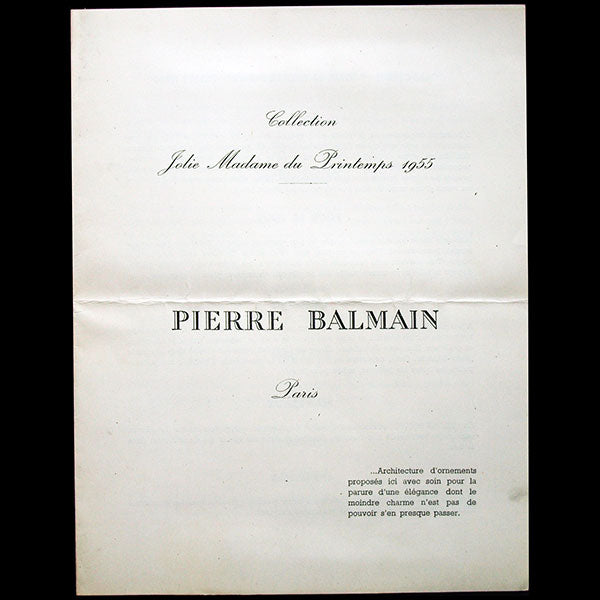 Collection
Jolie Madame du Printemps 1955
PIERRE BALMAIN
Paris
...Architecture d'ornements
proposés ici avec soin pour la
parure d'une élégance dont le
moindre charme n'est pas de
pouvoir s'en presque passer.